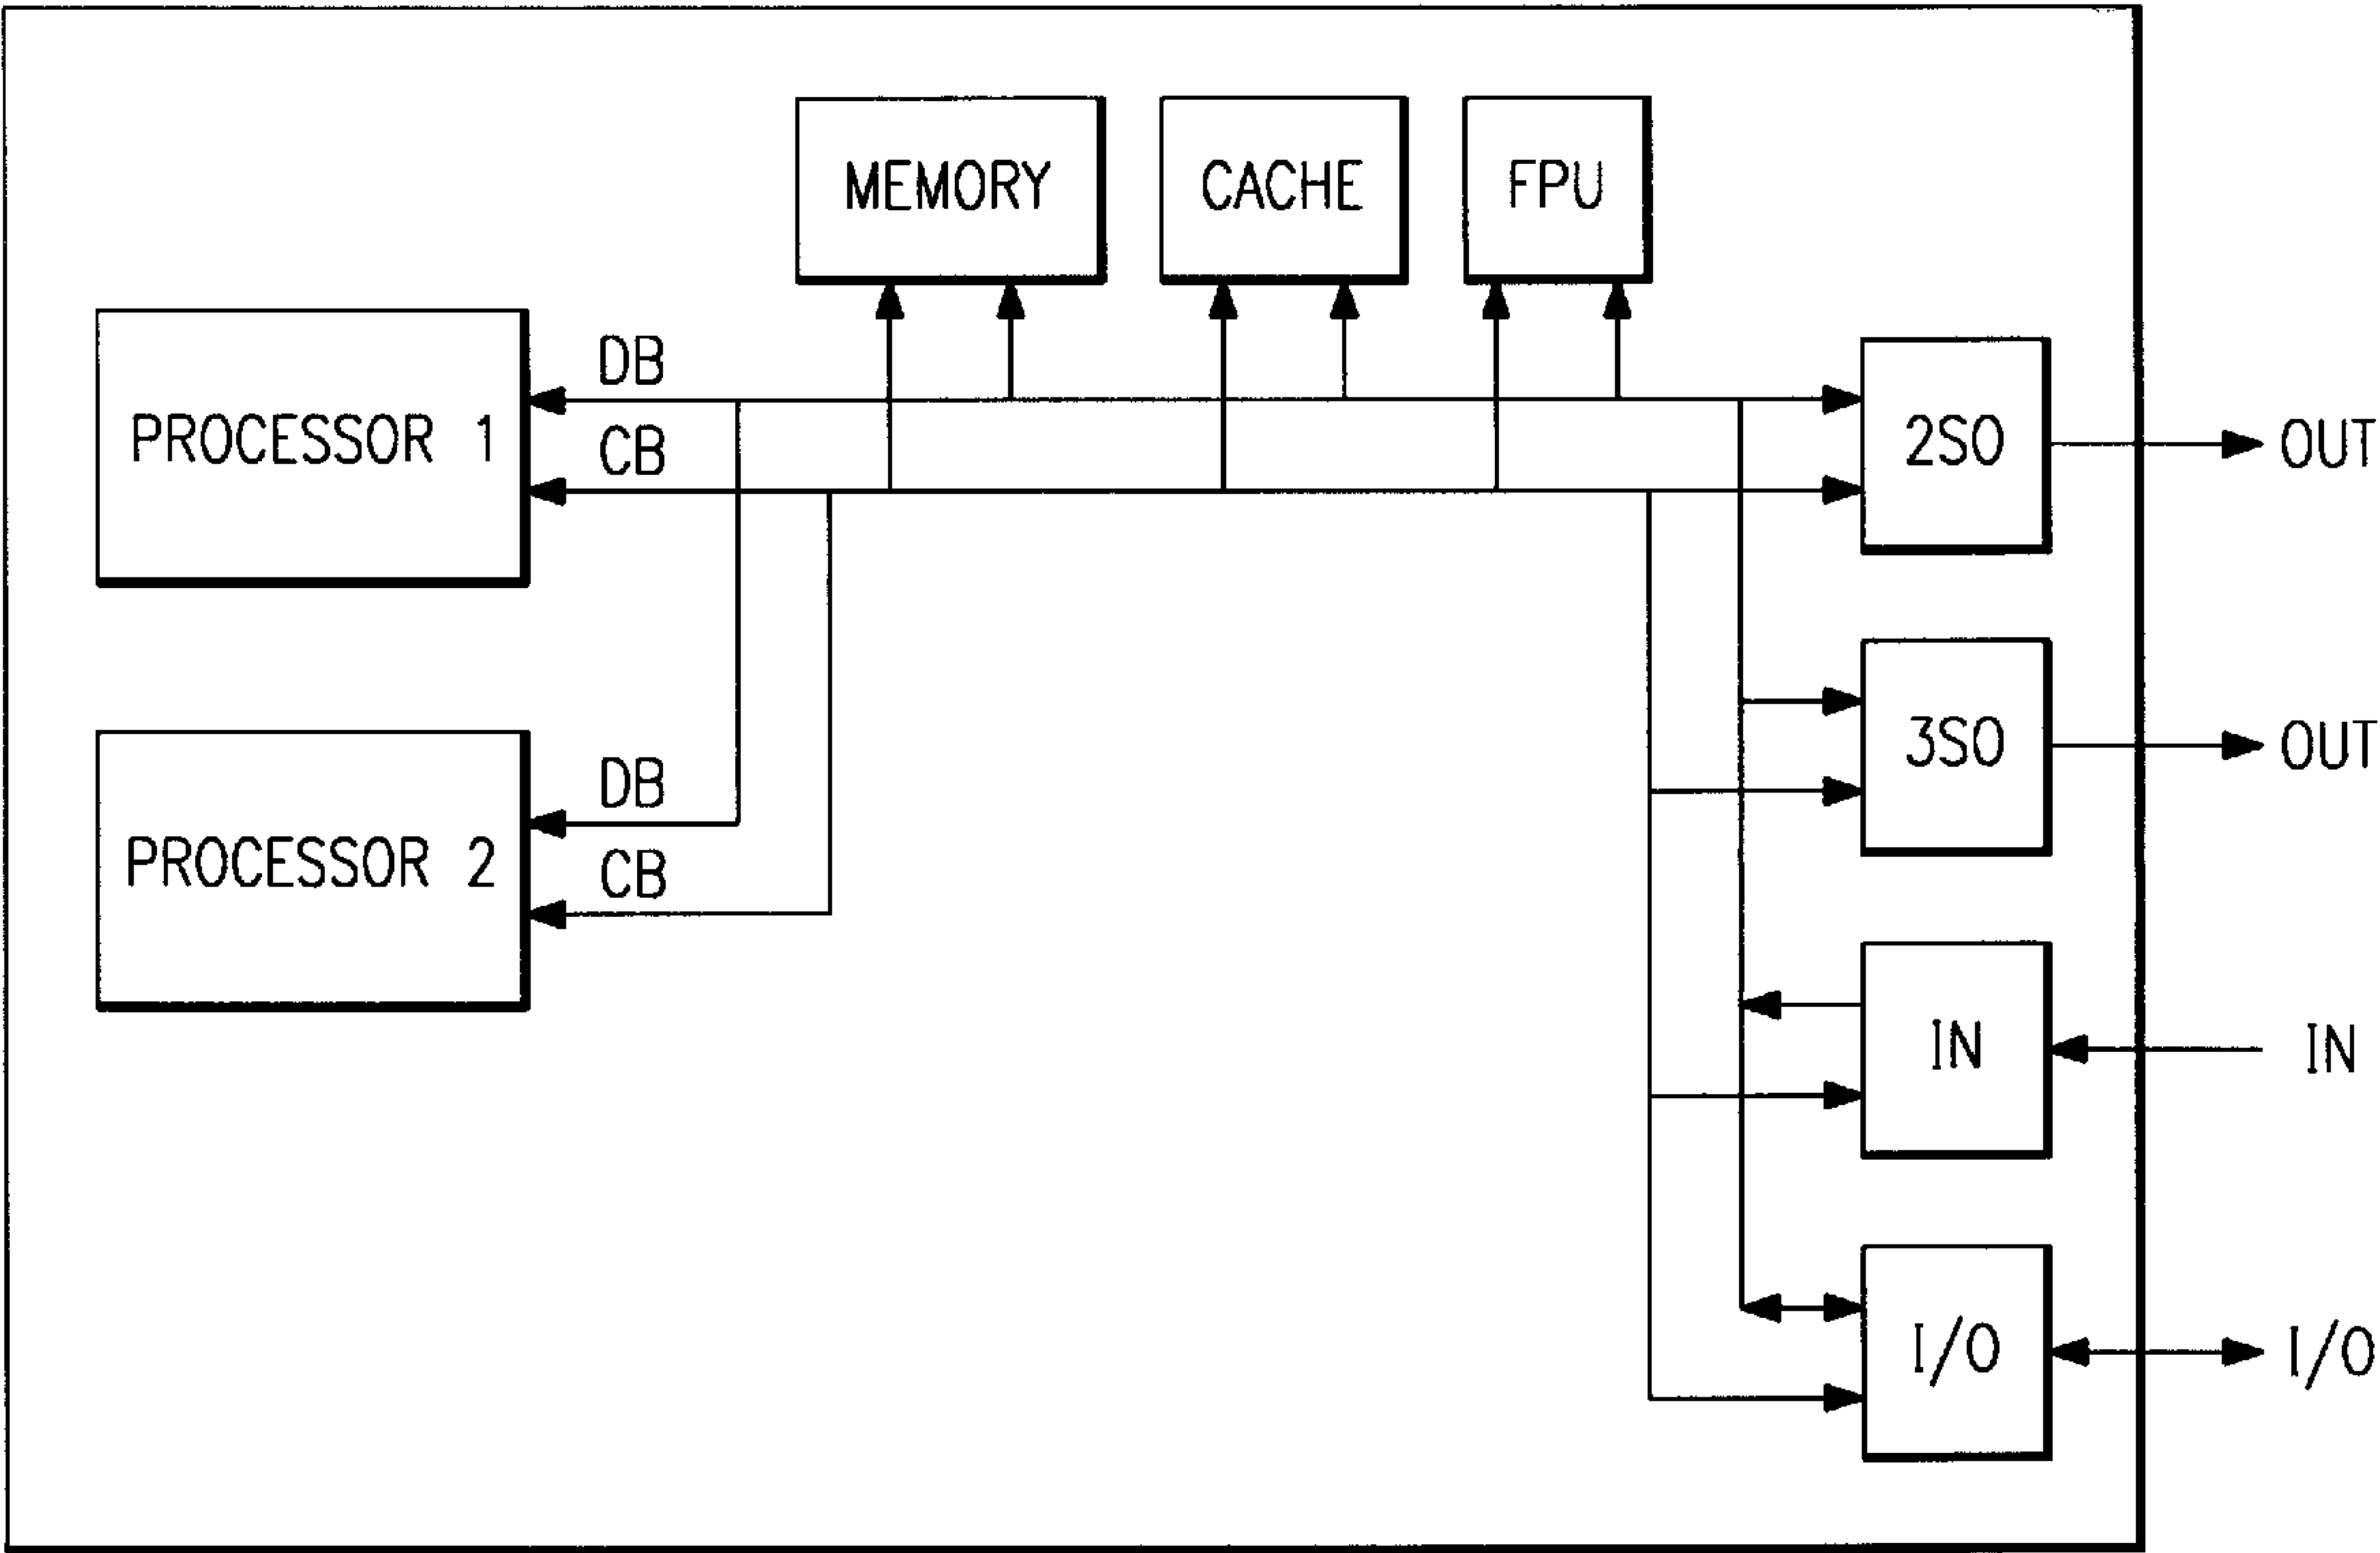 MEMORY
CACHE
FPU
PROCESSOR 1
DB
CB
2SO
OUT
3SO
OUT
PROCESSOR 2
DB
CB
IN
IN
I/O
I/O